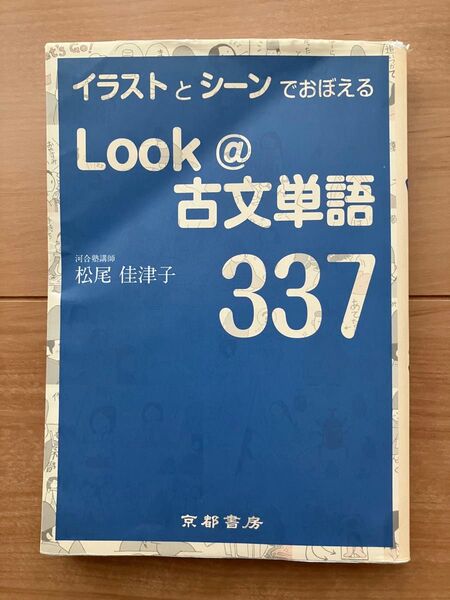 イラストとシーンでおぼえる
Look@
古文単語
337
河合塾講師
松尾 佳津子
京都書房